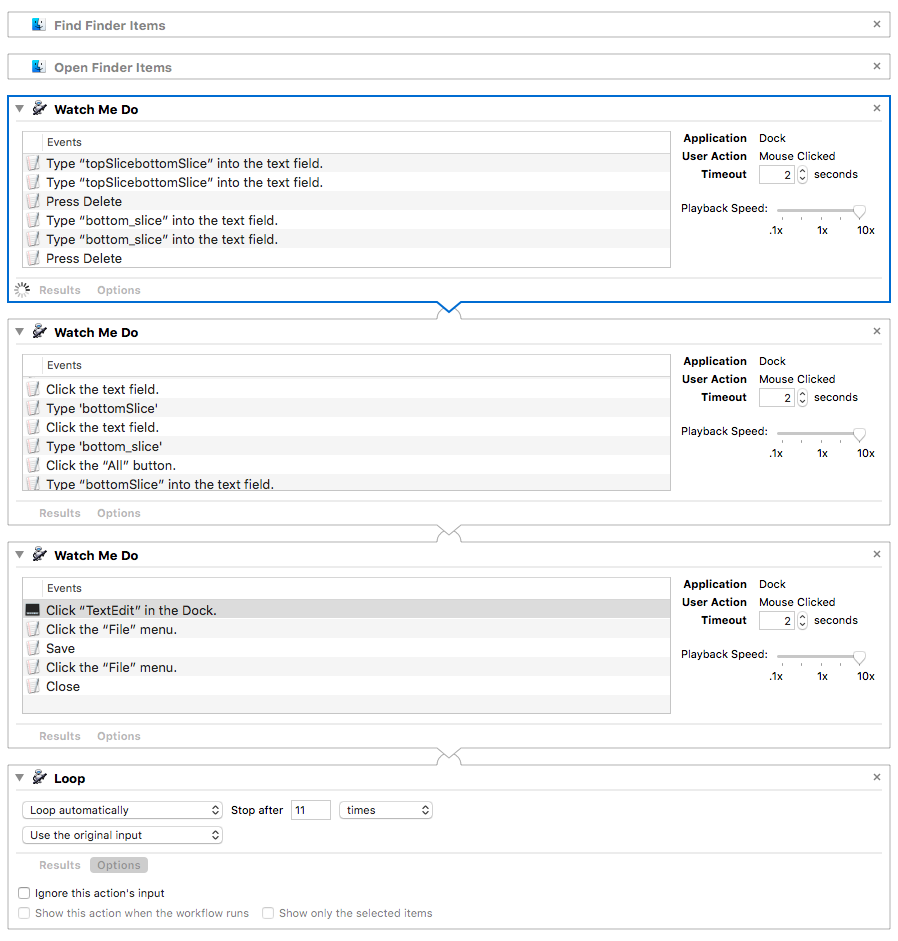 Find Finder Items
Open Finder Items
Watch Me Do
Events
Type “topSlicebottomSlice” into the text field.
Type “topSlicebottomSlice” into the text field.
Press Delete
Type “bottom_slice” into the text field.
Type “bottom_slice” into the text field.
Press Delete
Application Dock
User Action Mouse Clicked
Timeout 2 seconds
Playback Speed:
.1x 1x 10x
Results Options
Watch Me Do
Events
Click the text field.
Type 'bottomSlice'
Click the text field.
Type 'bottom_slice'
Click the “All” button.
Type “bottomSlice” into the text field.
Application Dock
User Action Mouse Clicked
Timeout 2 seconds
Playback Speed:
.1x 1x 10x
Results Options
Watch Me Do
Events
Click “TextEdit” in the Dock.
Click the “File” menu.
Save
Click the “File” menu.
Close
Application Dock
User Action Mouse Clicked
Timeout 2 seconds
Playback Speed:
.1x 1x 10x
Results Options
Loop
Loop automatically Stop after 11 times
Use the original input
Results Options
Ignore this action's input
Show this action when the workflow runs Show only the selected items